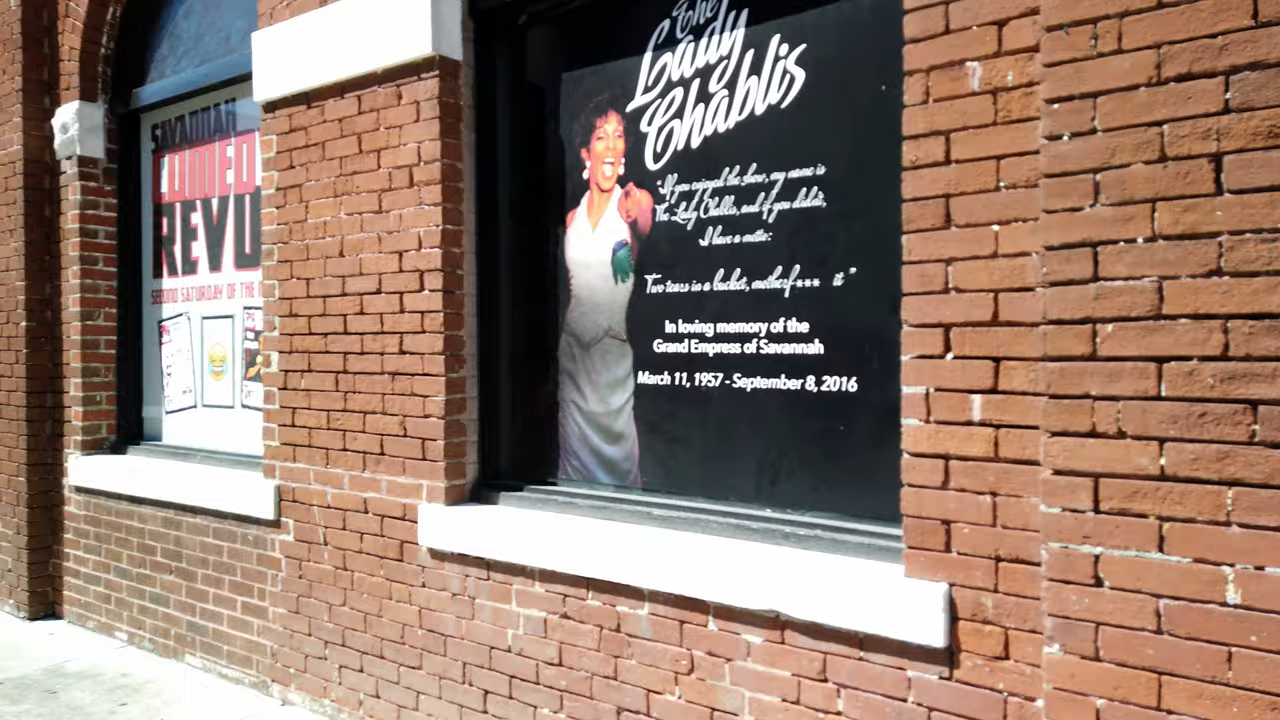 SAVANNAH
COMED
REVU
SECOND SATURDAY OF THE
The
Lady
Chablis
"If you enjoyed the show, my name is
The Lady Chablis, and if you didn't,
I have a motto:
Two tears in a bucket, motherf*** it"
In loving memory of the
Grand Empress of Savannah
March 11, 1957 - September 8, 2016